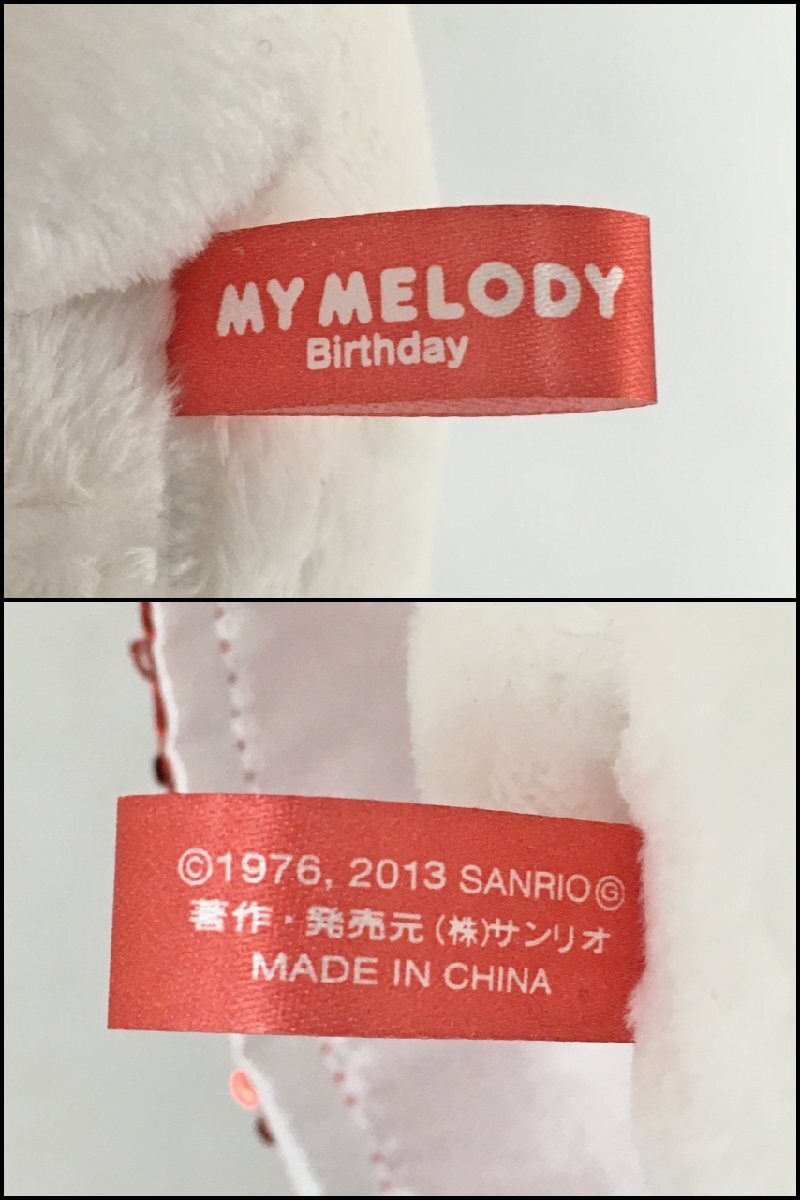 MY MELODY
Birthday
©1976, 2013 SANRIO Ⓖ
著作・発売元 (株)サンリオ
MADE IN CHINA